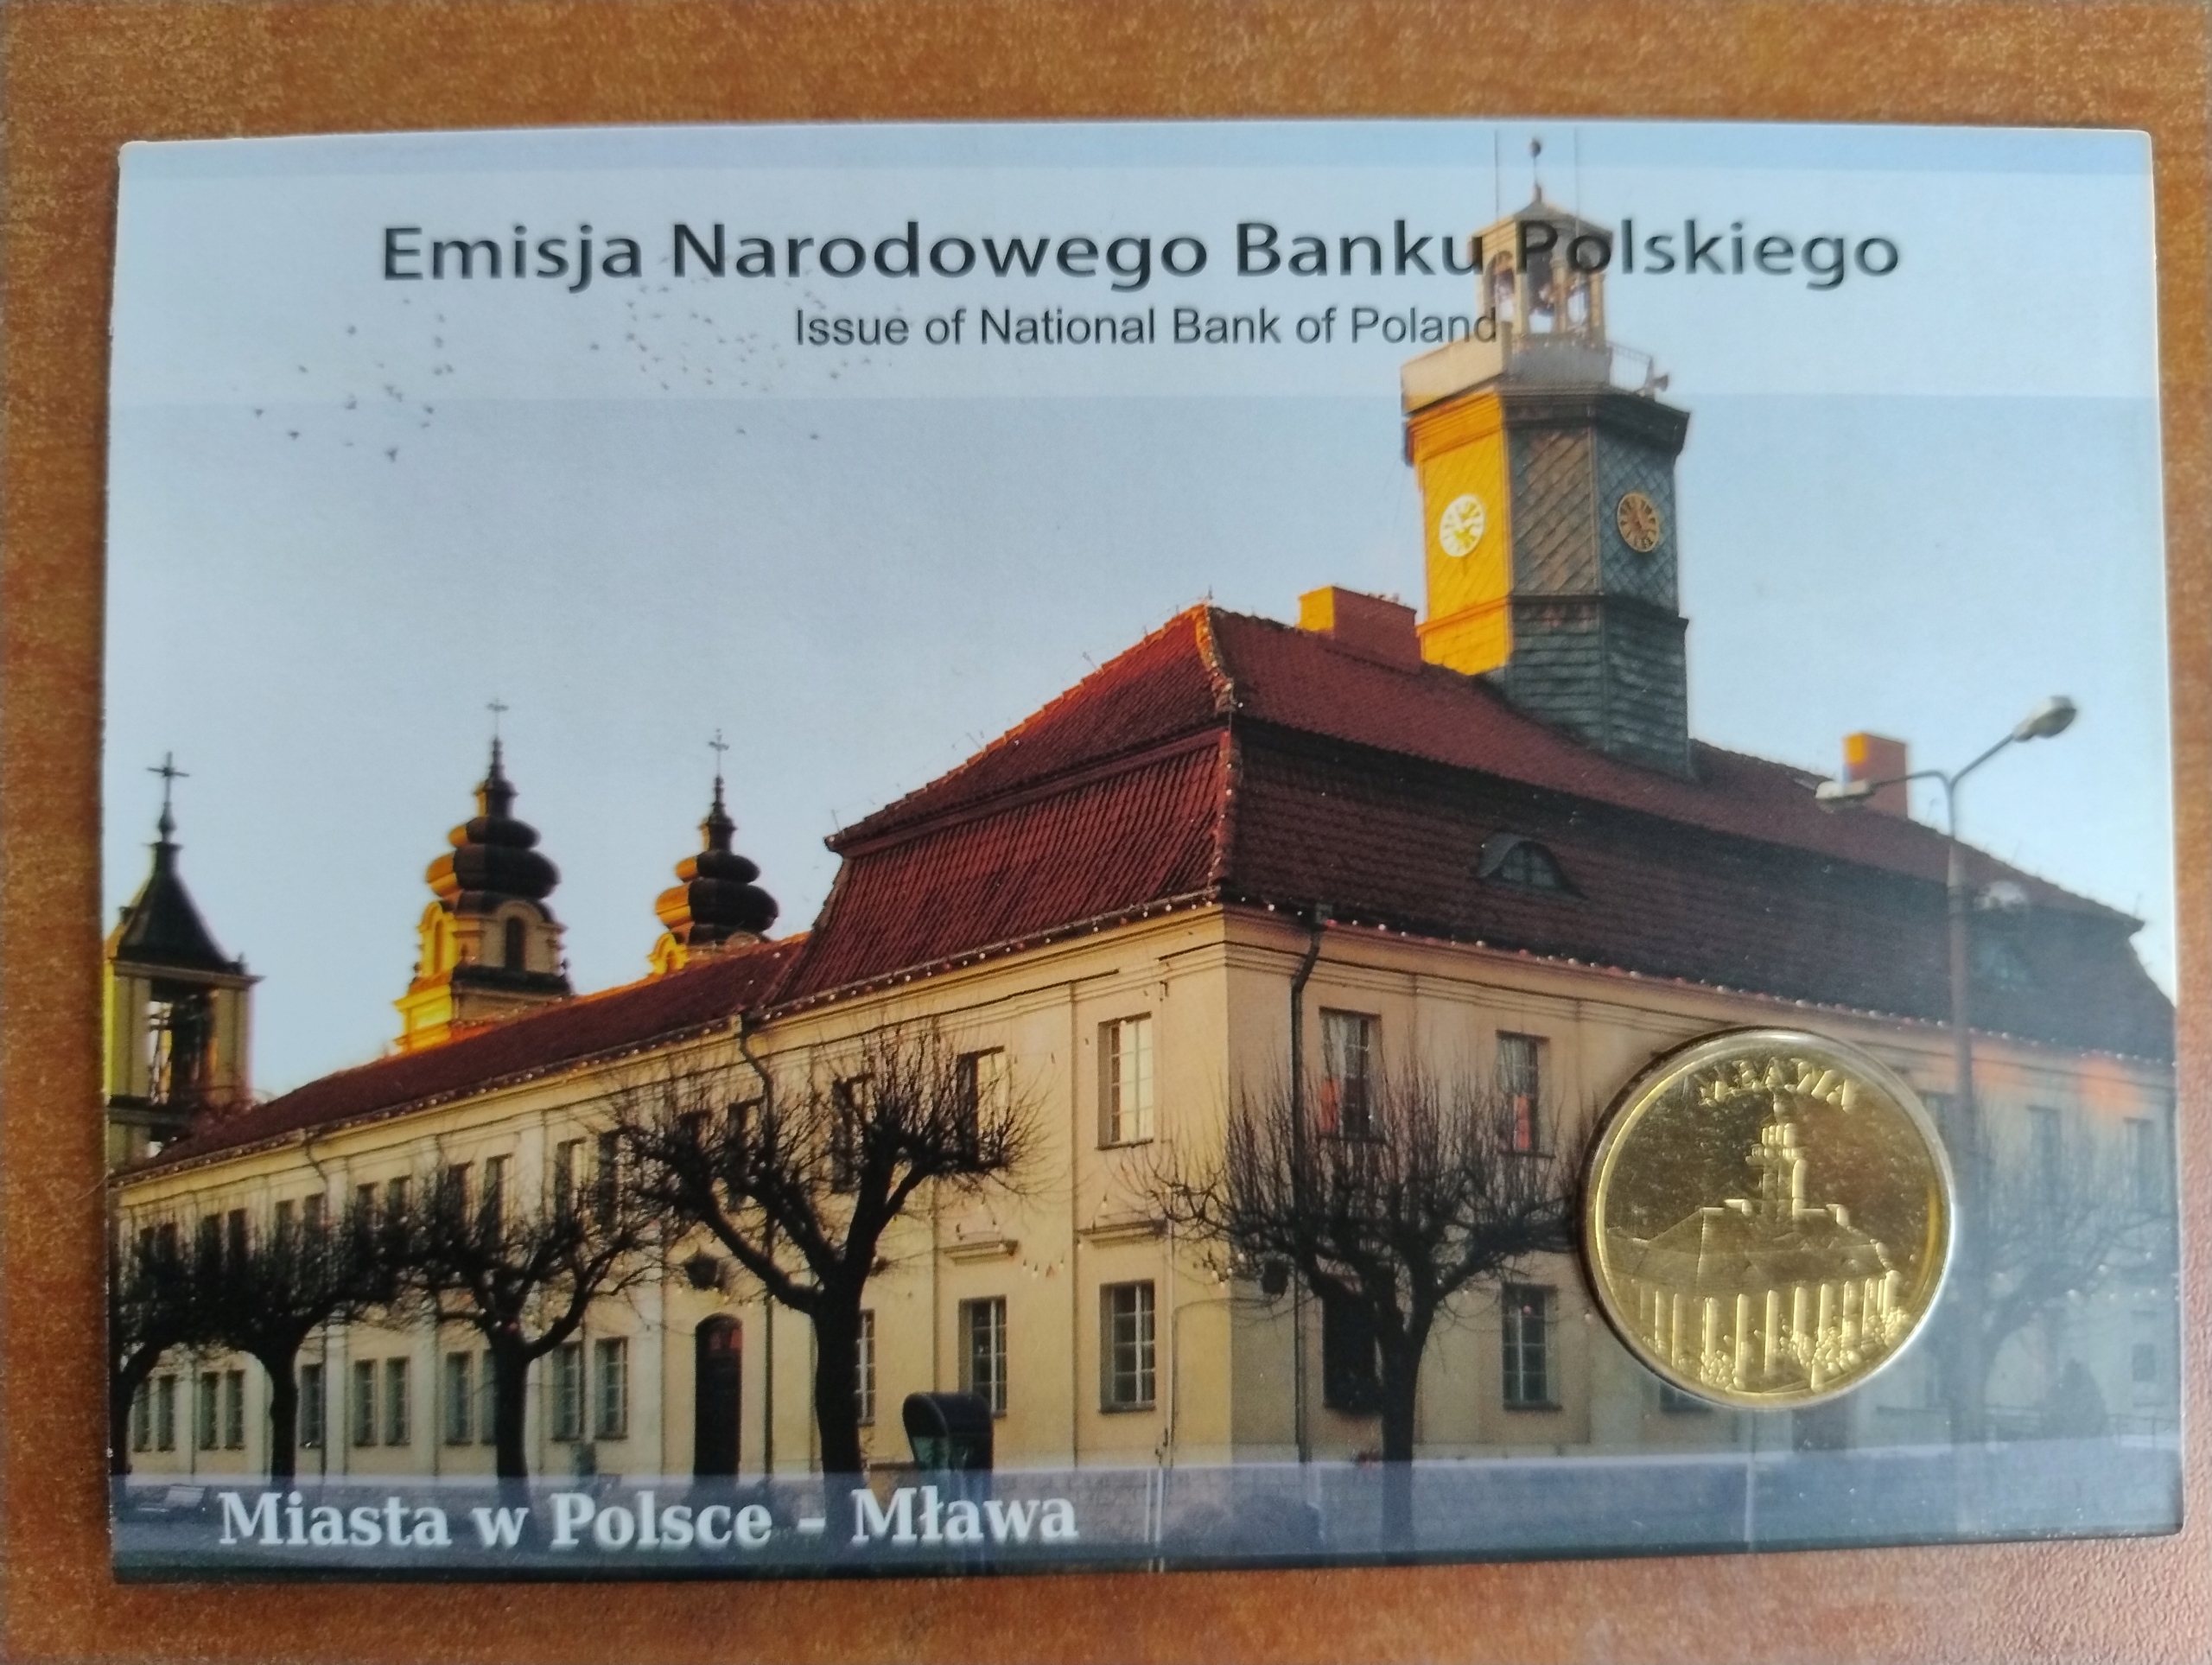 Emisja Narodowego Banku Polskiego
Issue of National Bank of Poland
MŁAWA
Miasta w Polsce - Mława